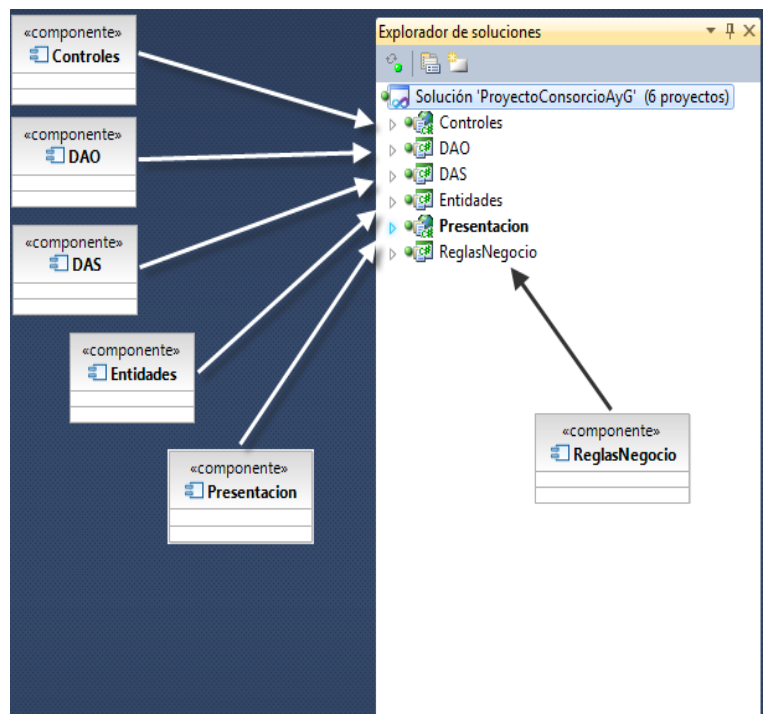 «componente»
Controles
«componente»
DAO
«componente»
DAS
«componente»
Entidades
«componente»
Presentacion
Explorador de soluciones
Solución 'ProyectoConsorcioAyG' (6 proyectos)
Controles
DAO
DAS
Entidades
Presentacion
ReglasNegocio
«componente»
ReglasNegocio